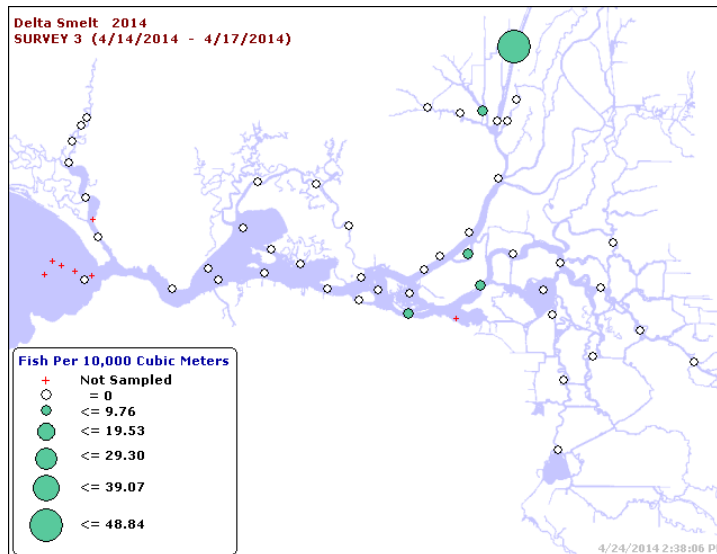 Delta Smelt 2014
SURVEY 3 (4/14/2014 - 4/17/2014)
Fish Per 10,000 Cubic Meters
Not Sampled
= 0
<= 9.76
<= 19.53
<= 29.30
<= 39.07
<= 48.84
4/24/2014 2:38:06 P